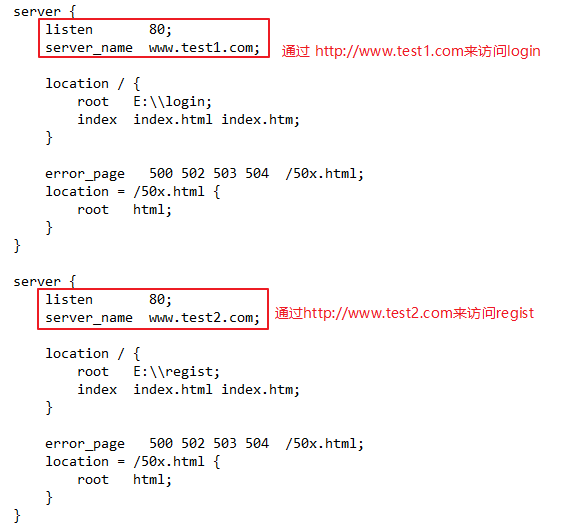 server {
    listen       80;
    server_name  www.test1.com;
通过 http://www.test1.com来访问login
    location / {
        root   E:\\login;
        index  index.html index.htm;
    }
    error_page   500 502 503 504  /50x.html;
    location = /50x.html {
        root   html;
    }
}
server {
    listen       80;
    server_name  www.test2.com;
通过http://www.test2.com来访问regist
    location / {
        root   E:\\regist;
        index  index.html index.htm;
    }
    error_page   500 502 503 504  /50x.html;
    location = /50x.html {
        root   html;
    }
}